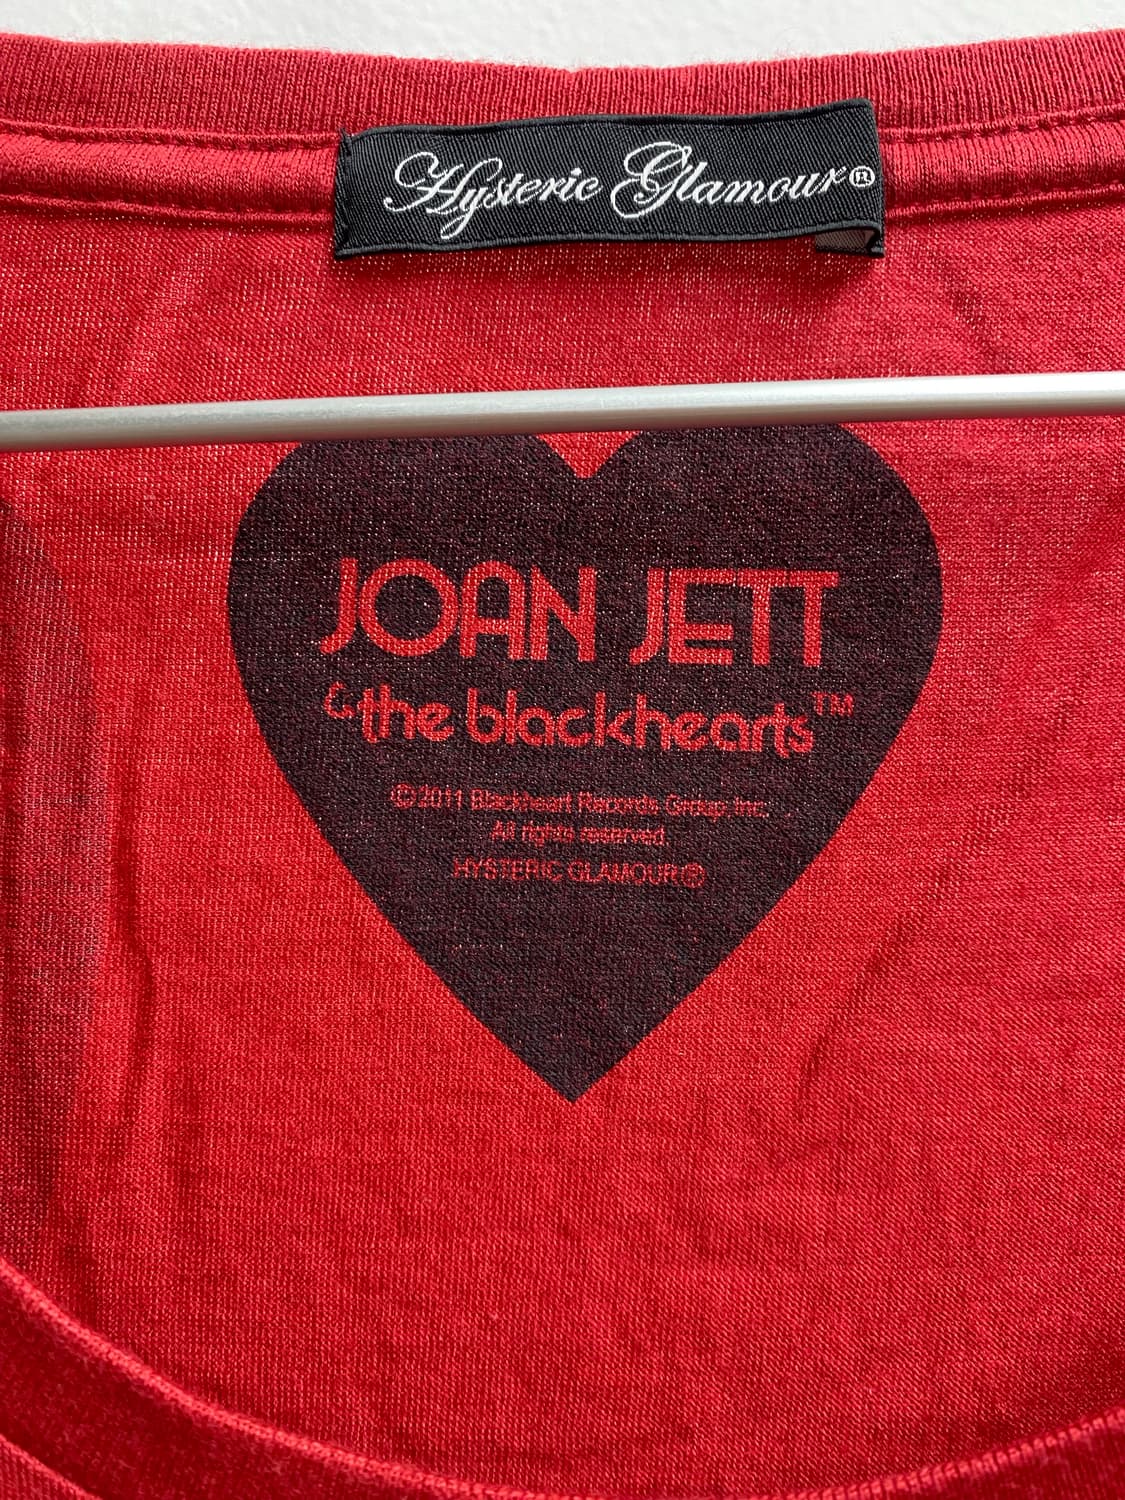 Hysteric Glamour®
JOAN JETT
& the blackhearts™
©2011 Blackheart Records Group, Inc.
All rights reserved
HYSTERIC GLAMOUR®